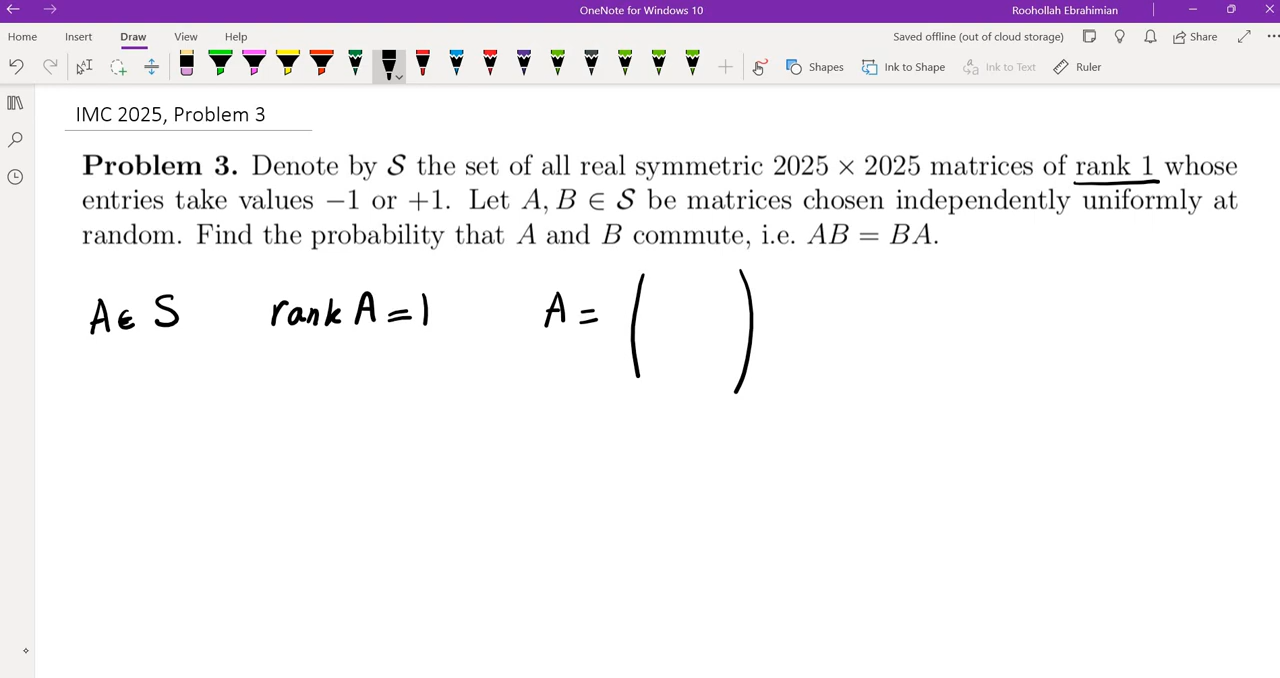 OneNote for Windows 10
Roohollah Ebrahimian
Home Insert Draw View Help
Saved offline (out of cloud storage)
Share
Shapes Ink to Shape Ink to Text Ruler
IMC 2025, Problem 3
Problem 3. Denote by 𝒮 the set of all real symmetric 2025 × 2025 matrices of rank 1 whose
entries take values −1 or +1. Let A, B ∈ 𝒮 be matrices chosen independently uniformly at
random. Find the probability that A and B commute, i.e. AB = BA.
A ∈ S rank A = 1 A = ( )